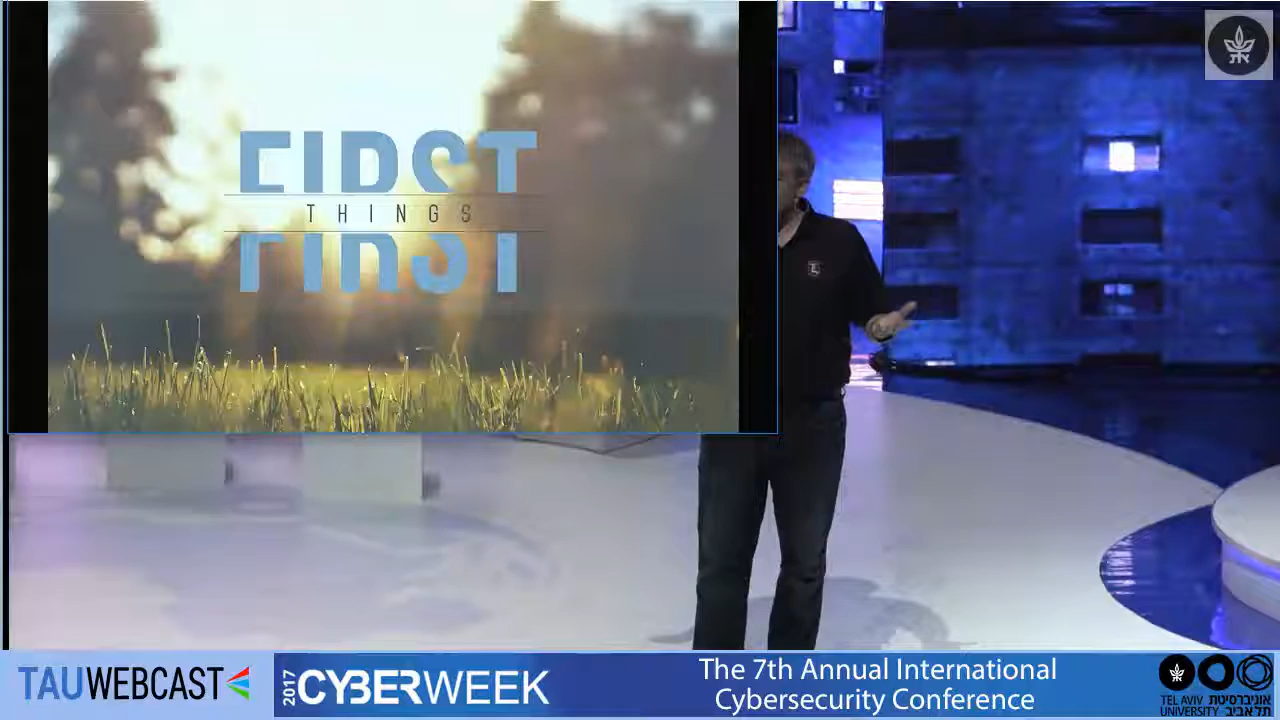 FIRST
THINGS
FIRST
TAUWEBCAST
2017 CYBERWEEK
The 7th Annual International
Cybersecurity Conference
TEL AVIV אוניברסיטת
UNIVERSITY תל אביב